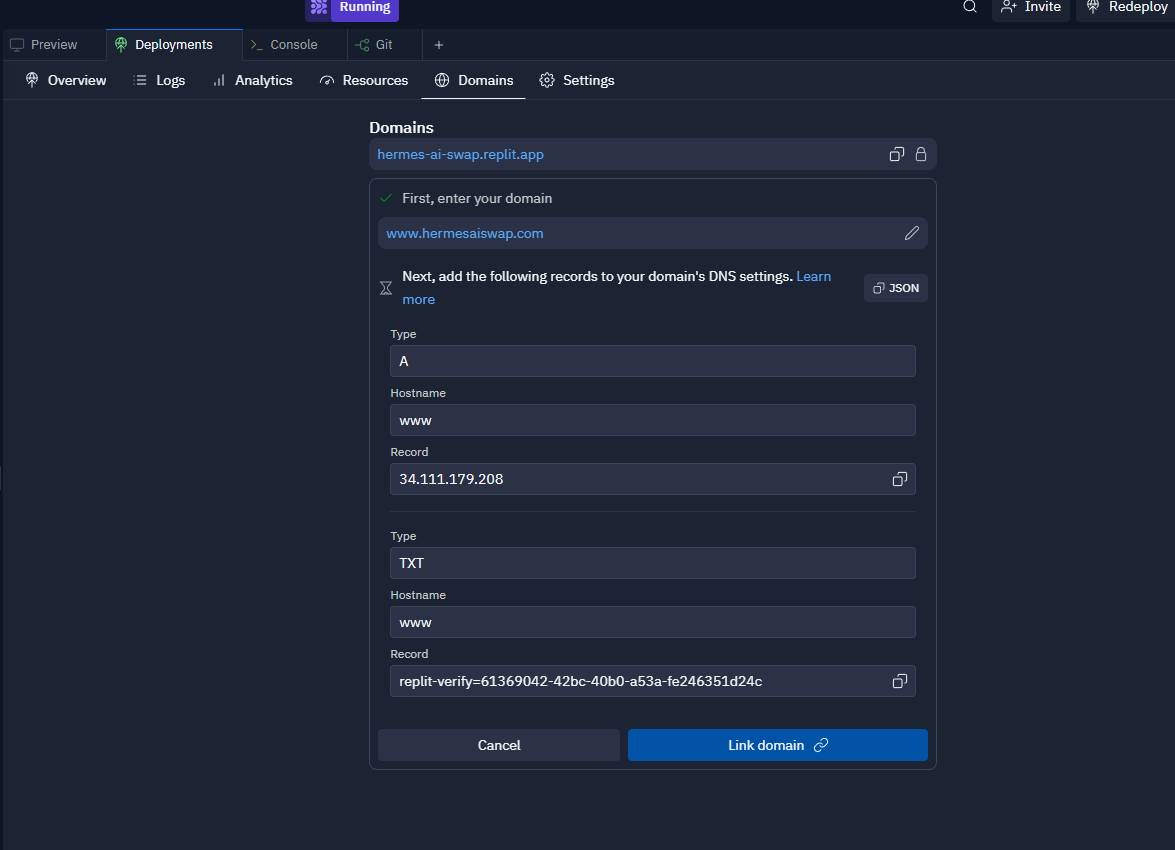 Running
Invite
Redeploy
Preview
Deployments
Console
Git
Overview
Logs
Analytics
Resources
Domains
Settings
Domains
hermes-ai-swap.replit.app
First, enter your domain
www.hermesaiswap.com
Next, add the following records to your domain's DNS settings. Learn
more
JSON
Type
A
Hostname
www
Record
34.111.179.208
Type
TXT
Hostname
www
Record
replit-verify=61369042-42bc-40b0-a53a-fe246351d24c
Cancel
Link domain